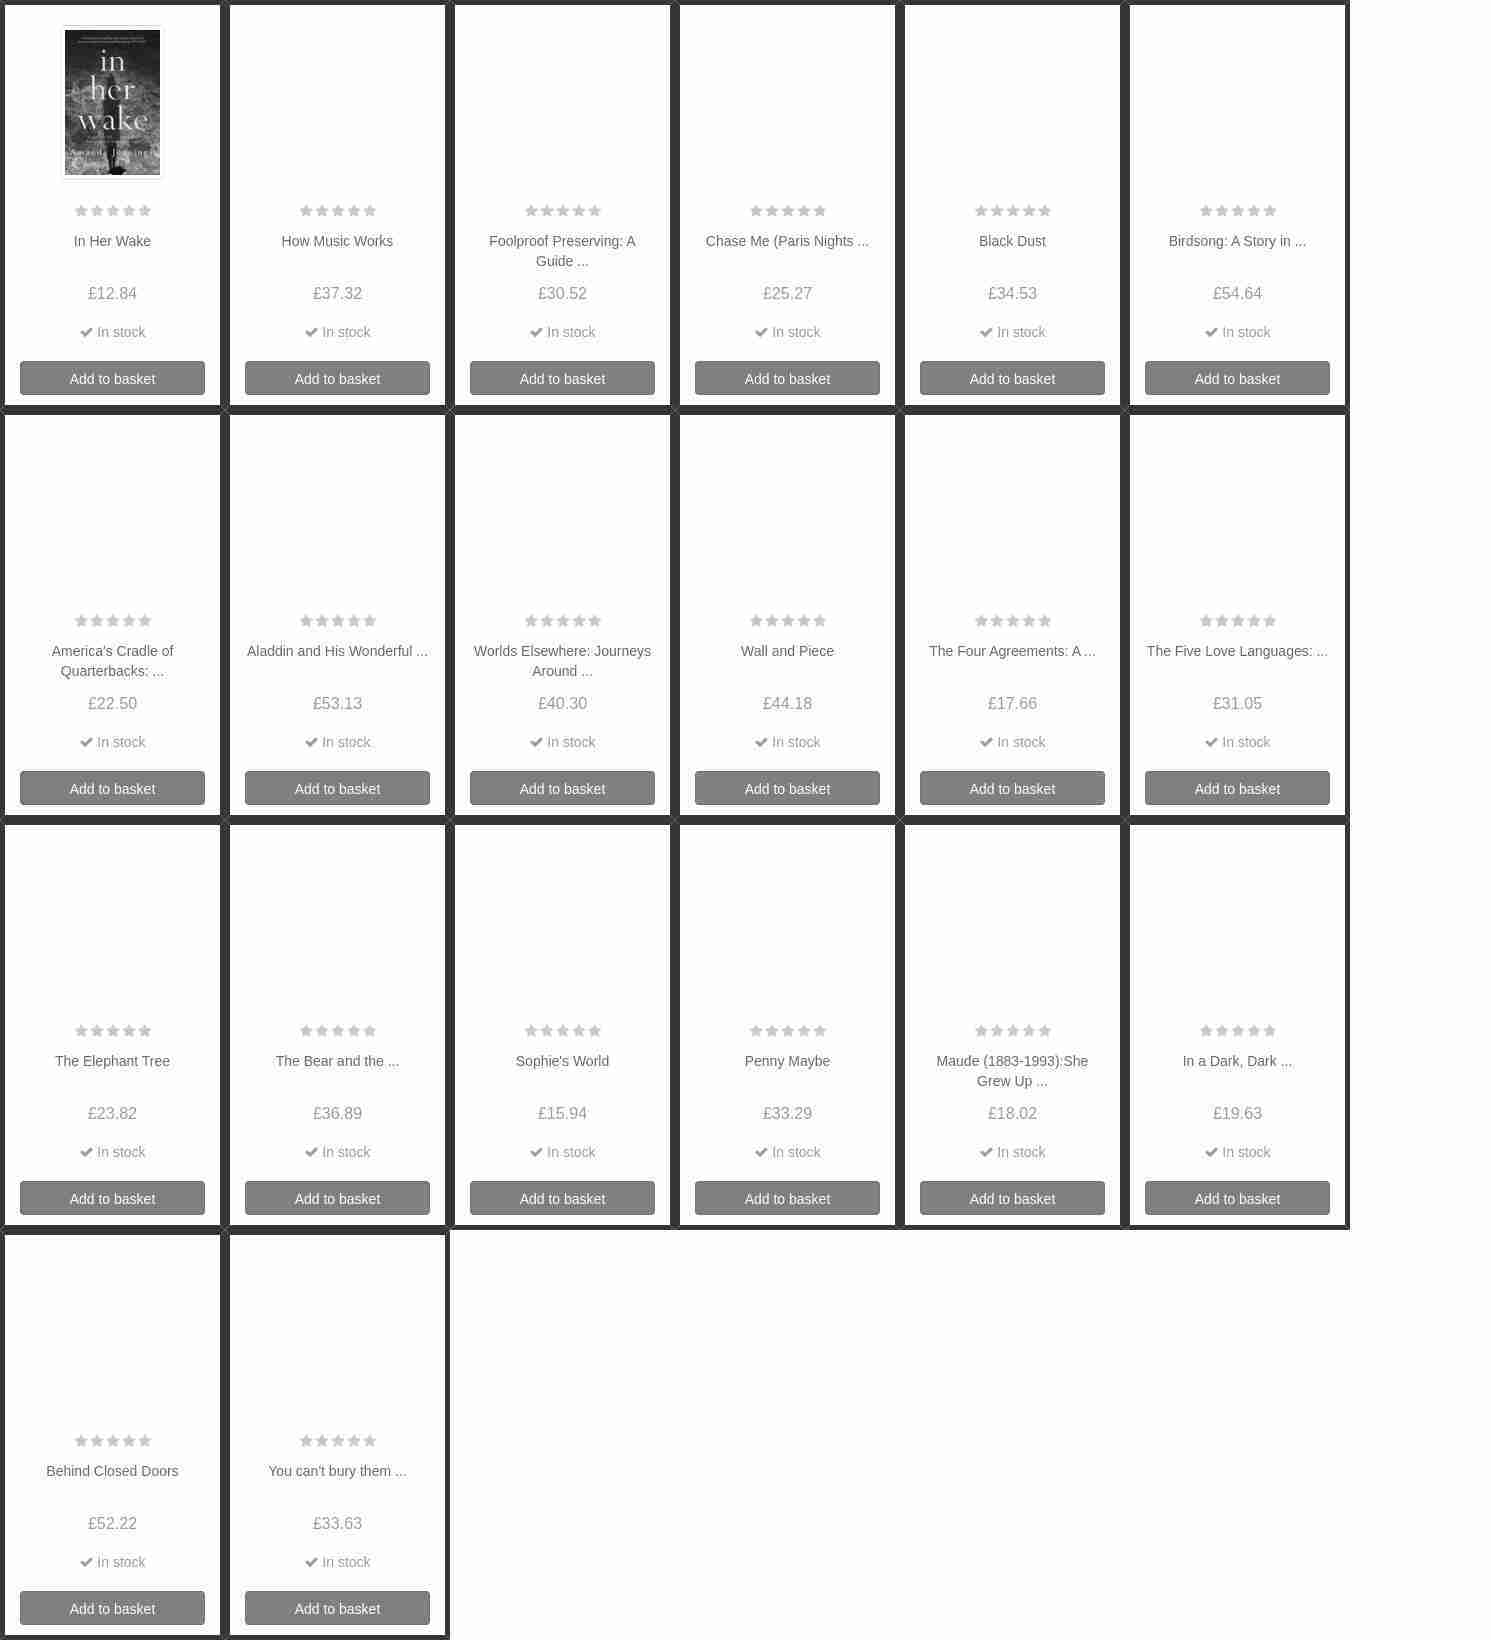 in
her
wake
In Her Wake
£12.84
In stock
Add to basket
How Music Works
£37.32
In stock
Add to basket
Foolproof Preserving: A
Guide ...
£30.52
In stock
Add to basket
Chase Me (Paris Nights ...
£25.27
In stock
Add to basket
Black Dust
£34.53
In stock
Add to basket
Birdsong: A Story in ...
£54.64
In stock
Add to basket
America's Cradle of
Quarterbacks: ...
£22.50
In stock
Add to basket
Aladdin and His Wonderful ...
£53.13
In stock
Add to basket
Worlds Elsewhere: Journeys
Around ...
£40.30
In stock
Add to basket
Wall and Piece
£44.18
In stock
Add to basket
The Four Agreements: A ...
£17.66
In stock
Add to basket
The Five Love Languages: ...
£31.05
In stock
Add to basket
The Elephant Tree
£23.82
In stock
Add to basket
The Bear and the ...
£36.89
In stock
Add to basket
Sophie's World
£15.94
In stock
Add to basket
Penny Maybe
£33.29
In stock
Add to basket
Maude (1883-1993):She
Grew Up ...
£18.02
In stock
Add to basket
In a Dark, Dark ...
£19.63
In stock
Add to basket
Behind Closed Doors
£52.22
In stock
Add to basket
You can't bury them ...
£33.63
In stock
Add to basket